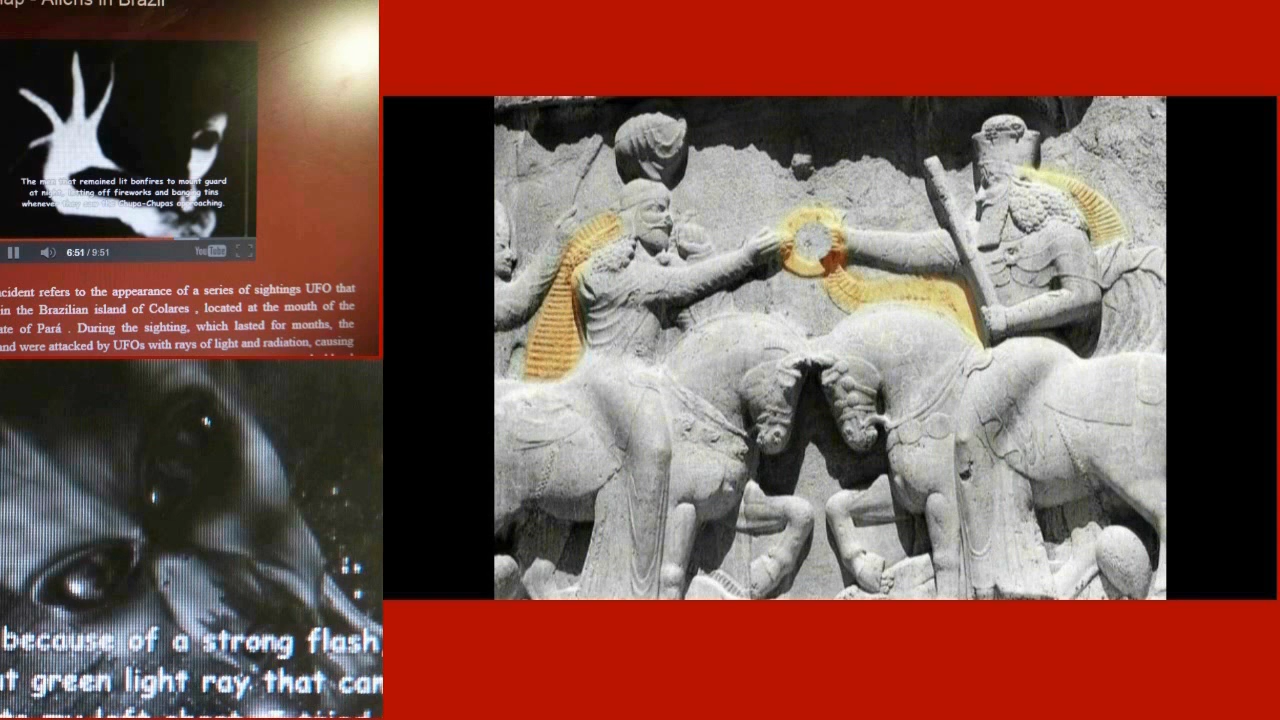 Aliens in Brazil
The men that remained lit bonfires to mount guard
at night, letting off fireworks and banging tins
whenever they saw the Chupa-Chupas approaching.
6:51 / 9:51
YouTube
cident refers to the appearance of a series of sightings UFO that
in the Brazilian island of Colares , located at the mouth of the
ate of Pará . During the sighting, which lasted for months, the
nd were attacked by UFOs with rays of light and radiation, causing
because of a strong flash,
t green light ray that can